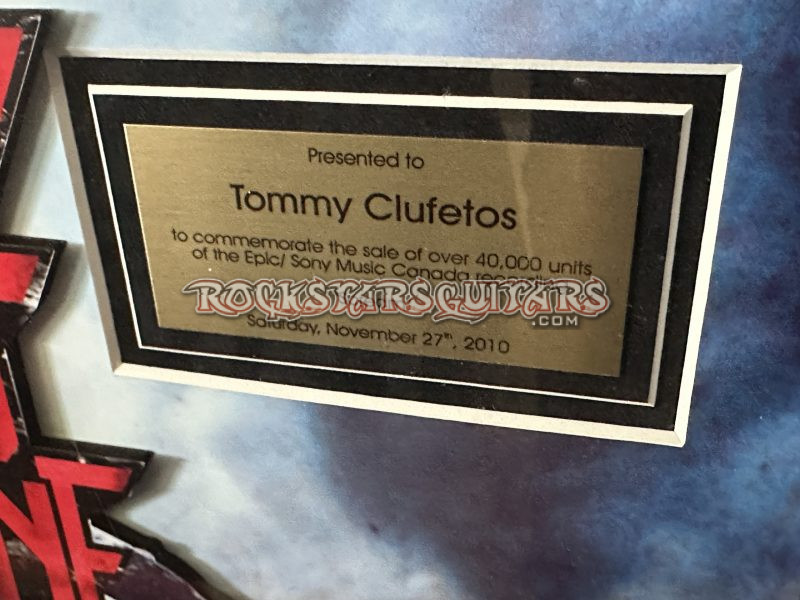 Presented to
Tommy Clufetos
to commemorate the sale of over 40,000 units
of the Epic/ Sony Music Canada recording
ROCKSTARSGUITARS
.COM
Saturday, November 27th, 2010